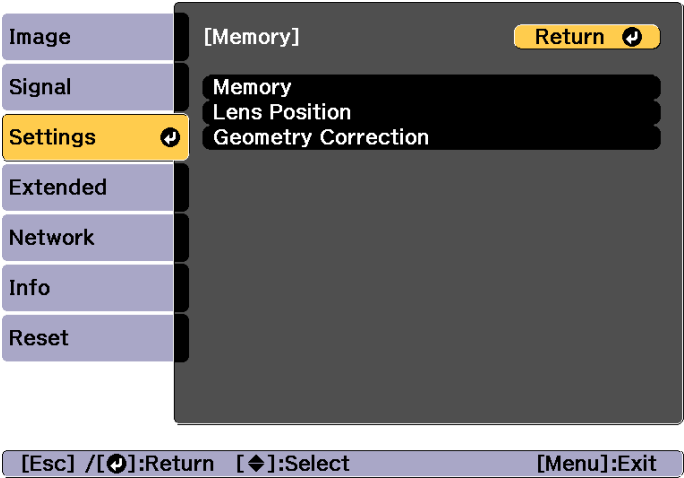 Image
Signal
Settings
Extended
Network
Info
Reset
[Memory]
Return
Memory
Lens Position
Geometry Correction
[Esc] /[⏎]:Return [◆]:Select [Menu]:Exit